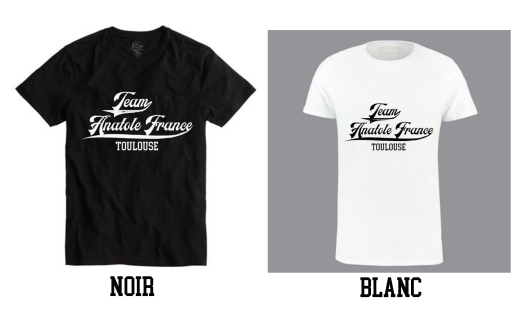 Team
Anatole France
TOULOUSE
NOIR
Team
Anatole France
TOULOUSE
BLANC